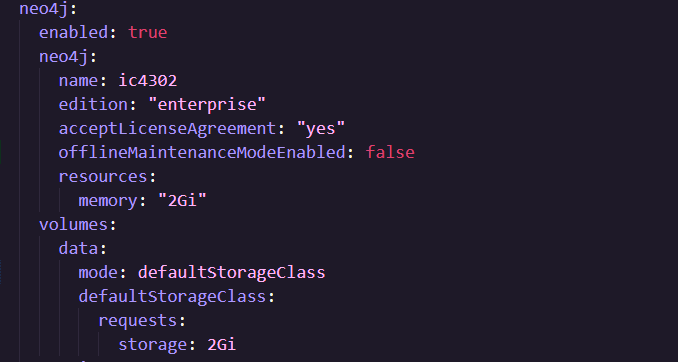 neo4j:
enabled: true
neo4j:
name: ic4302
edition: "enterprise"
acceptLicenseAgreement: "yes"
offlineMaintenanceModeEnabled: false
resources:
memory: "2Gi"
volumes:
data:
mode: defaultStorageClass
defaultStorageClass:
requests:
storage: 2Gi